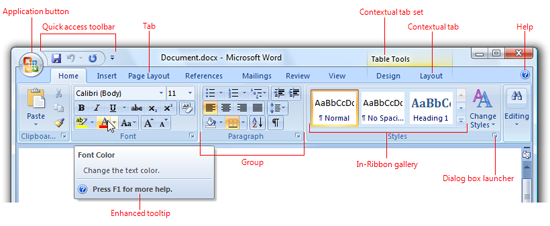 Contextual tab set
Application button
Quick access toolbar
Tab
Contextual tab
Help
Document.docx - Microsoft Word
Table Tools
Home Insert Page Layout References Mailings Review View Design Layout
Calibri (Body) 11
AaBbCcDc AaBbCcDc AaBbCc
Paste
¶ Normal ¶ No Spaci... Heading 1
Change Styles
Editing
Clipboar... Font Paragraph Styles
Font Color
Change the text color.
Press F1 for more help.
Group
In-Ribbon gallery
Dialog box launcher
Enhanced tooltip